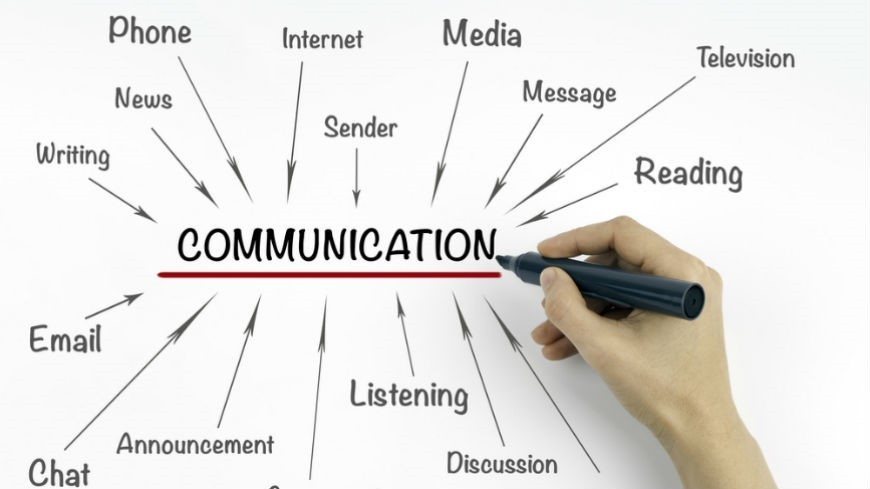 Phone
Internet
Media
Television
News
Message
Sender
Writing
Reading
COMMUNICATION
Email
Listening
Announcement
Discussion
Chat